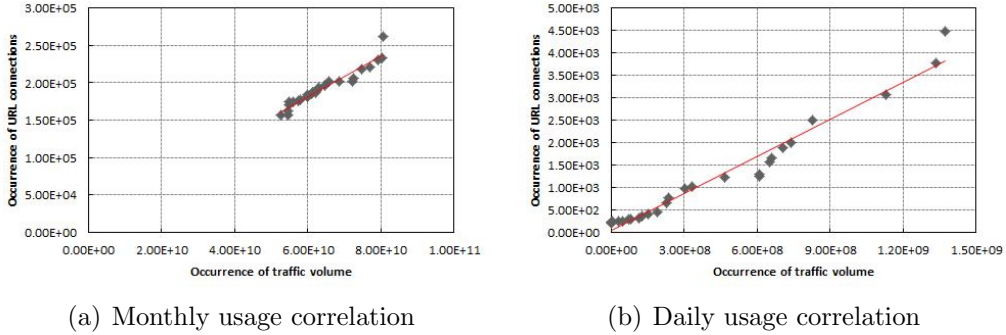 3.00E+05
2.50E+05
2.00E+05
1.50E+05
1.00E+05
5.00E+04
0.00E+00
Occurrence of URL connections
0.00E+00 2.00E+10 4.00E+10 6.00E+10 8.00E+10 1.00E+11
Occurrence of traffic volume
(a) Monthly usage correlation
5.00E+03
4.50E+03
4.00E+03
3.50E+03
3.00E+03
2.50E+03
2.00E+03
1.50E+03
1.00E+03
5.00E+02
0.00E+00
Occurrence of URL connections
0.00E+00 3.00E+08 6.00E+08 9.00E+08 1.20E+09 1.50E+09
Occurrence of traffic volume
(b) Daily usage correlation